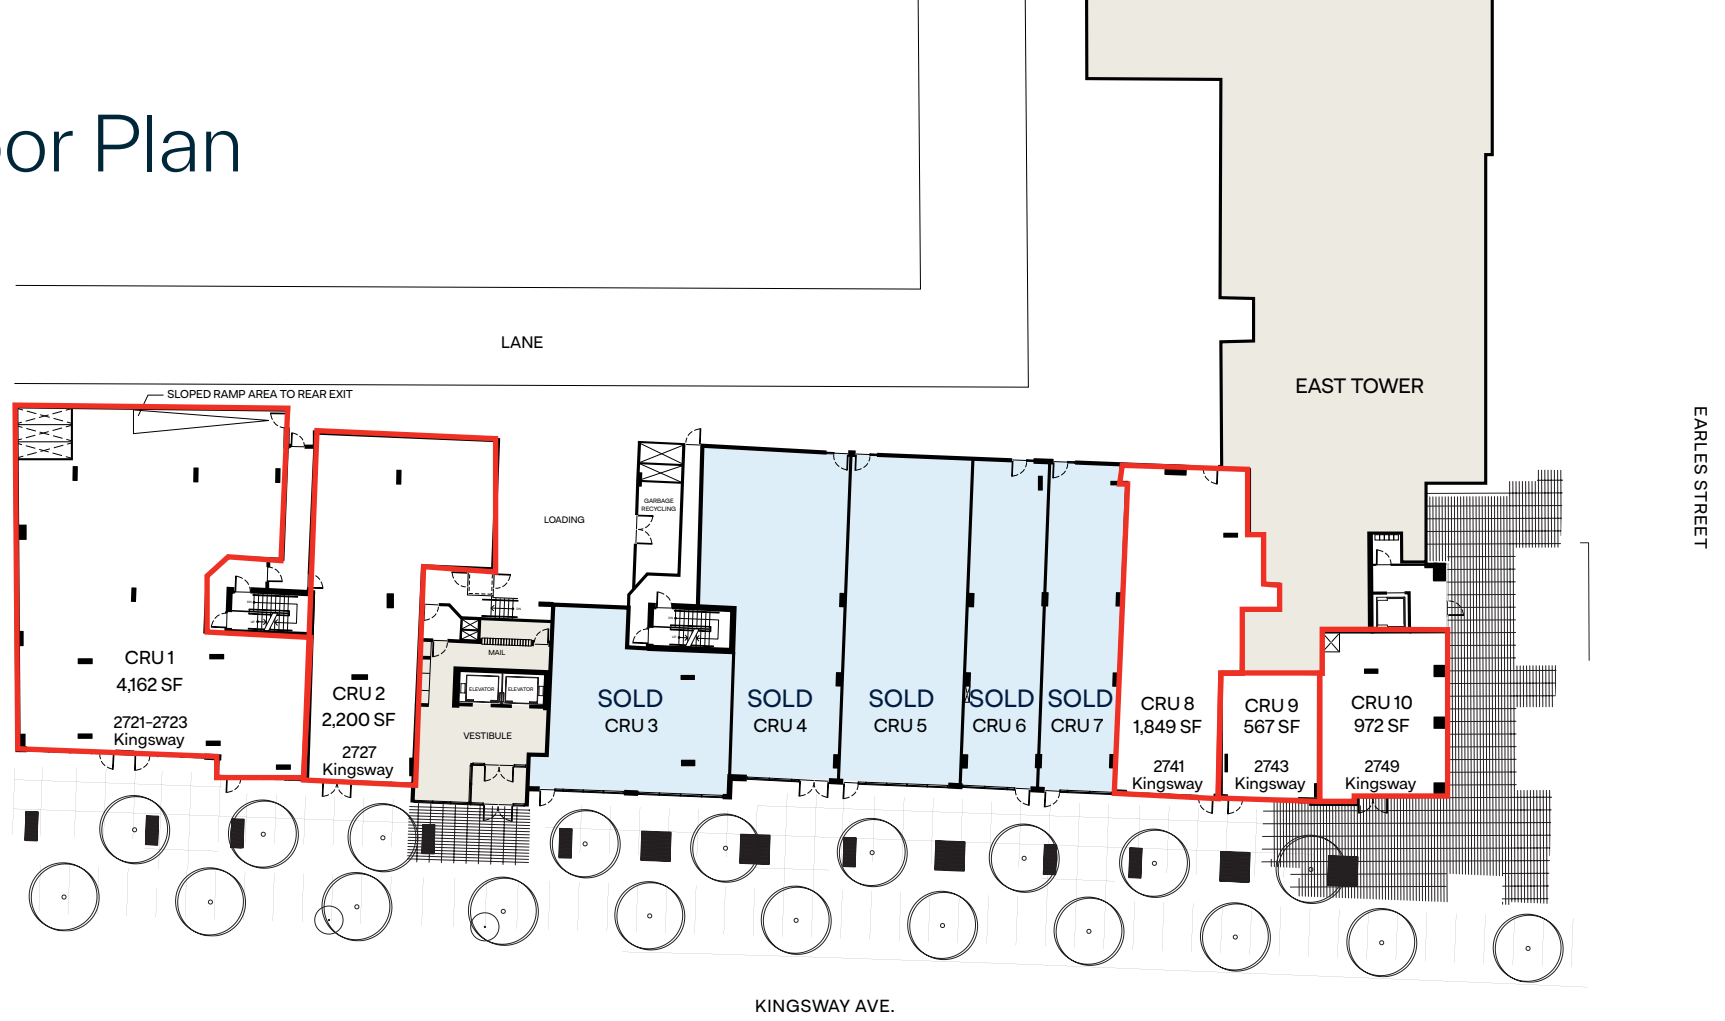 or Plan
LANE
EAST TOWER
SLOPED RAMP AREA TO REAR EXIT
EARLES STREET
GARBAGE
RECYCLING
LOADING
MAIL
ELEVATOR
ELEVATOR
VESTIBULE
CRU 1
4,162 SF
2721-2723
Kingsway
CRU 2
2,200 SF
2727
Kingsway
SOLD
CRU 3
SOLD
CRU 4
SOLD
CRU 5
SOLD
CRU 6
SOLD
CRU 7
CRU 8
1,849 SF
2741
Kingsway
CRU 9
567 SF
2743
Kingsway
CRU 10
972 SF
2749
Kingsway
KINGSWAY AVE.